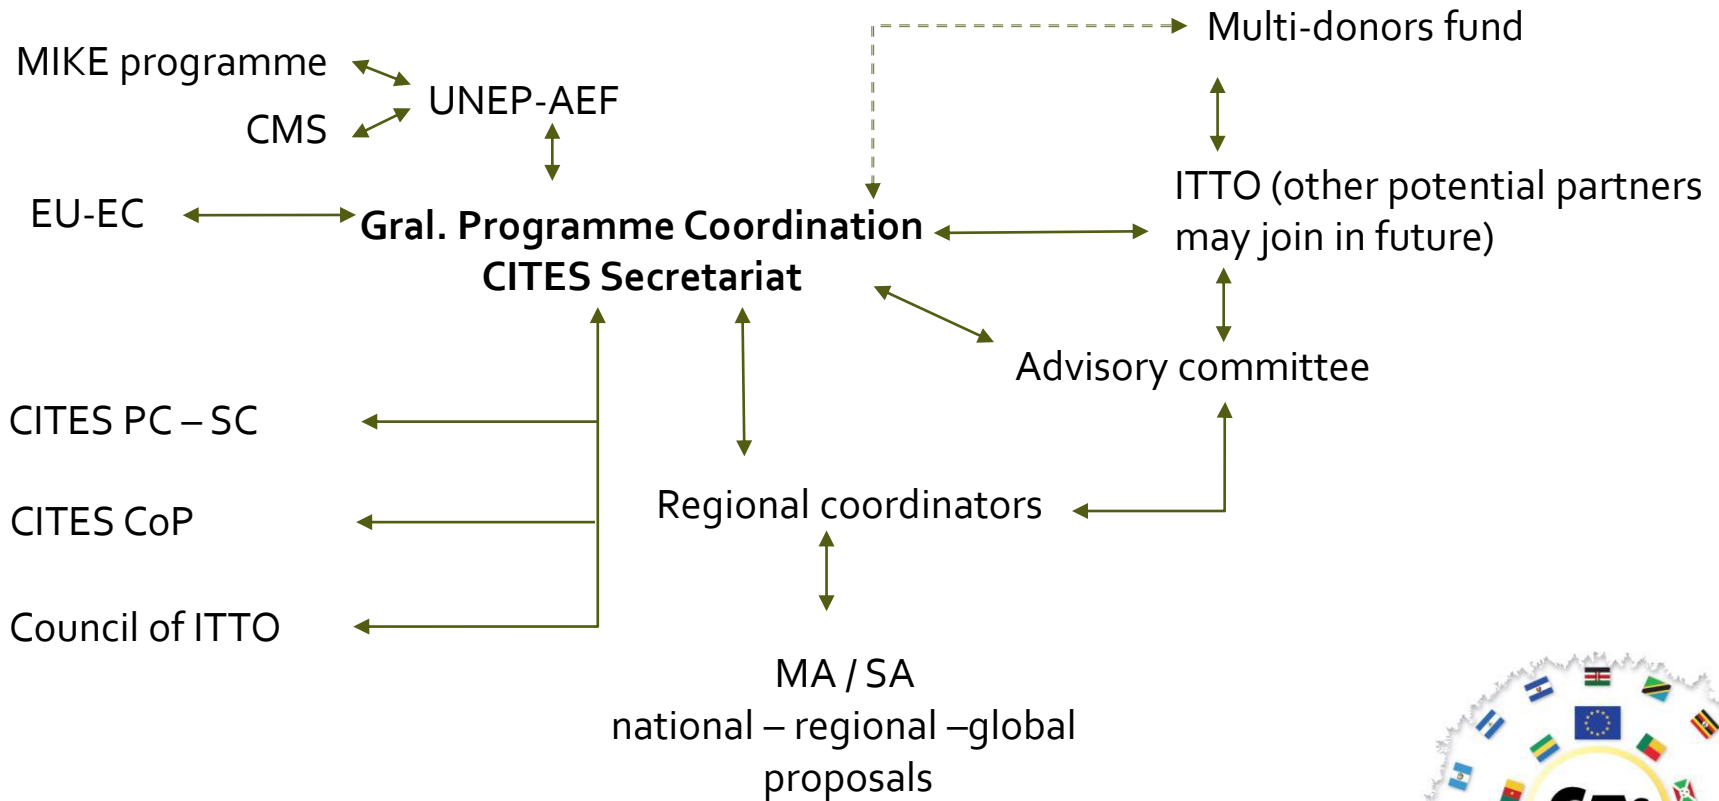 Multi-donors fund
MIKE programme
UNEP-AEF
CMS
ITTO (other potential partners
may join in future)
EU-EC
Gral. Programme Coordination
CITES Secretariat
Advisory committee
CITES PC – SC
Regional coordinators
CITES CoP
Council of ITTO
MA / SA
national – regional –global
proposals